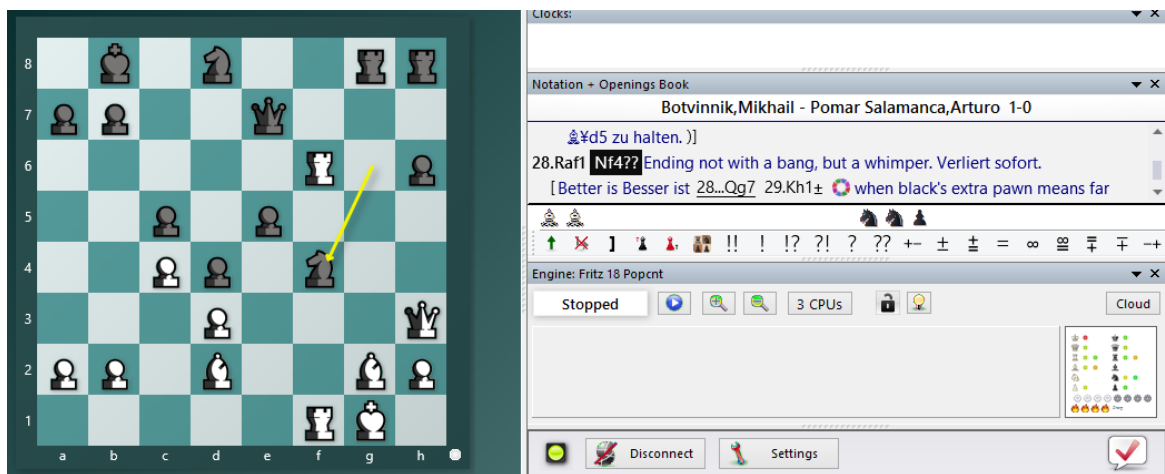 Clocks:
Notation + Openings Book
Botvinnik,Mikhail - Pomar Salamanca,Arturo 1-0
♗¥d5 zu halten. )]
28.Raf1 Nf4?? Ending not with a bang, but a whimper. Verliert sofort.
[Better is Besser ist 28...Qg7 29.Kh1± when black's extra pawn means far
↑ ] !! ! !? ?! ? ?? +− ± ⩲ = ∞ ⩱ ∓ −+
Engine: Fritz 18 Popcnt
Stopped
3 CPUs
Cloud
Disconnect
Settings
8
7
6
5
4
3
2
1
a b c d e f g h